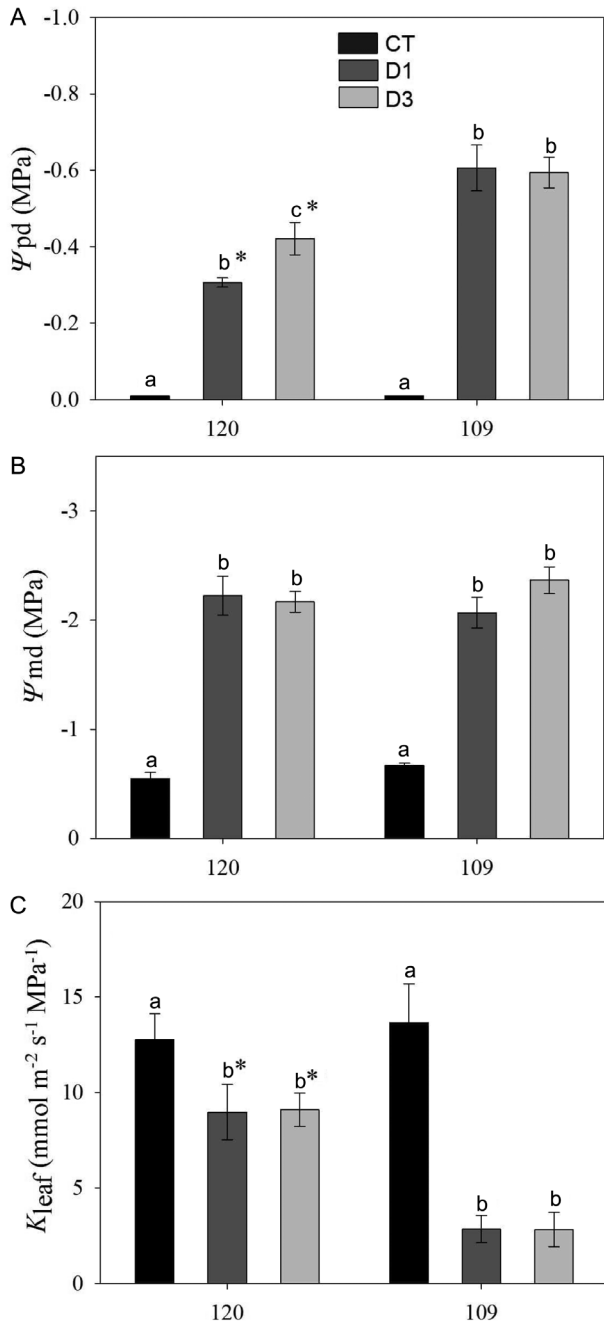 A
Ψpd (MPa)
-1.0
-0.8
-0.6
-0.4
-0.2
0.0
CT
D1
D3
a
b*
c*
a
b
b
120
109
B
Ψmd (MPa)
-3
-2
-1
0
a
b
b
a
b
b
120
109
C
Kleaf (mmol m⁻² s⁻¹ MPa⁻¹)
20
15
10
5
0
a
b*
b*
a
b
b
120
109